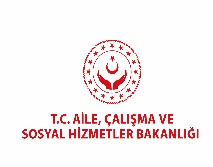 T.C. AİLE, ÇALIŞMA VE
SOSYAL HİZMETLER BAKANLIĞI